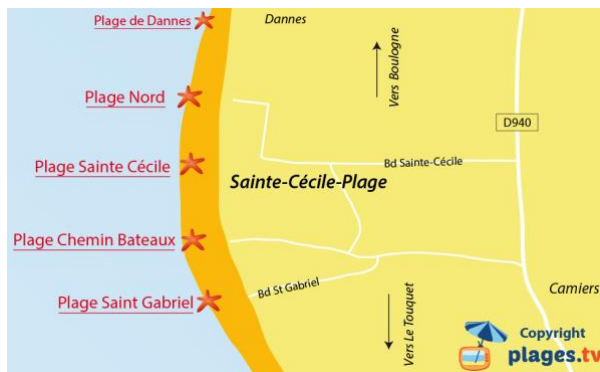 Plage de Dannes
Dannes
Vers Boulogne
Plage Nord
D940
Plage Sainte Cécile
Bd Sainte-Cécile
Sainte-Cécile-Plage
Plage Chemin Bateaux
Bd St Gabriel
Camiers
Plage Saint Gabriel
Vers Le Touquet
Copyright
plages.tv